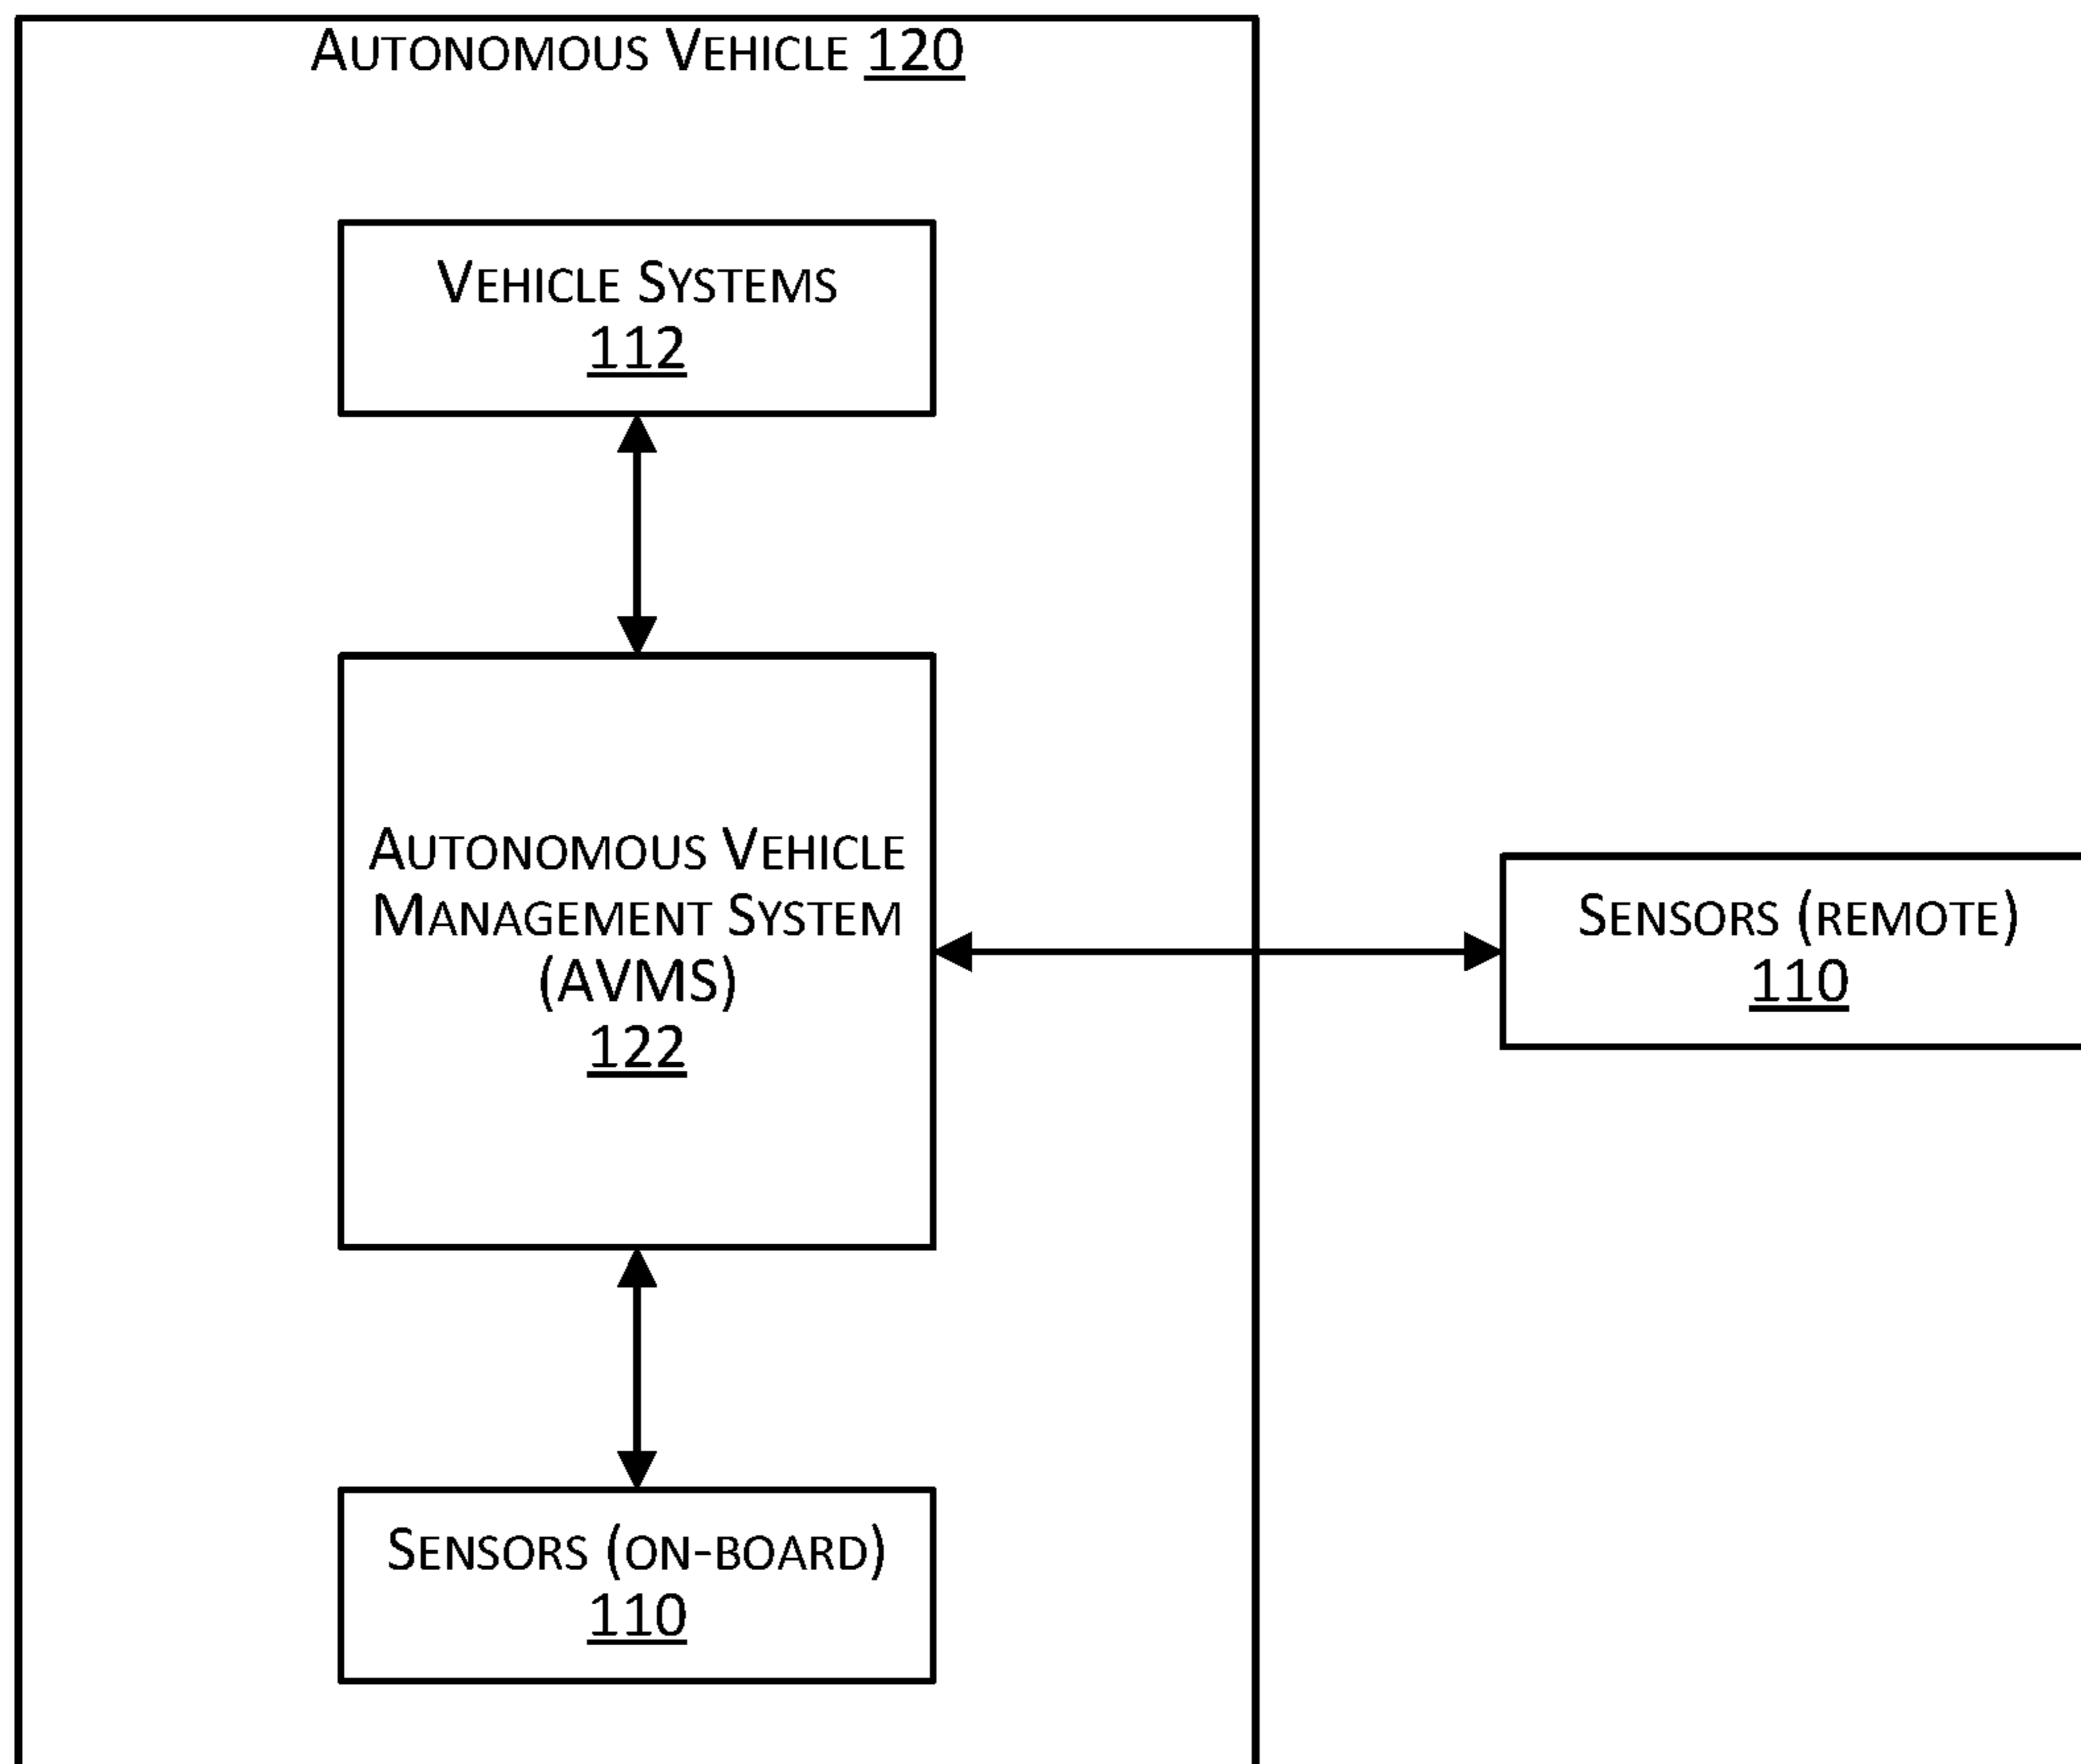 Autonomous Vehicle 120
Vehicle Systems
112
Autonomous Vehicle
Management System
(AVMS)
122
Sensors (remote)
110
Sensors (on-board)
110